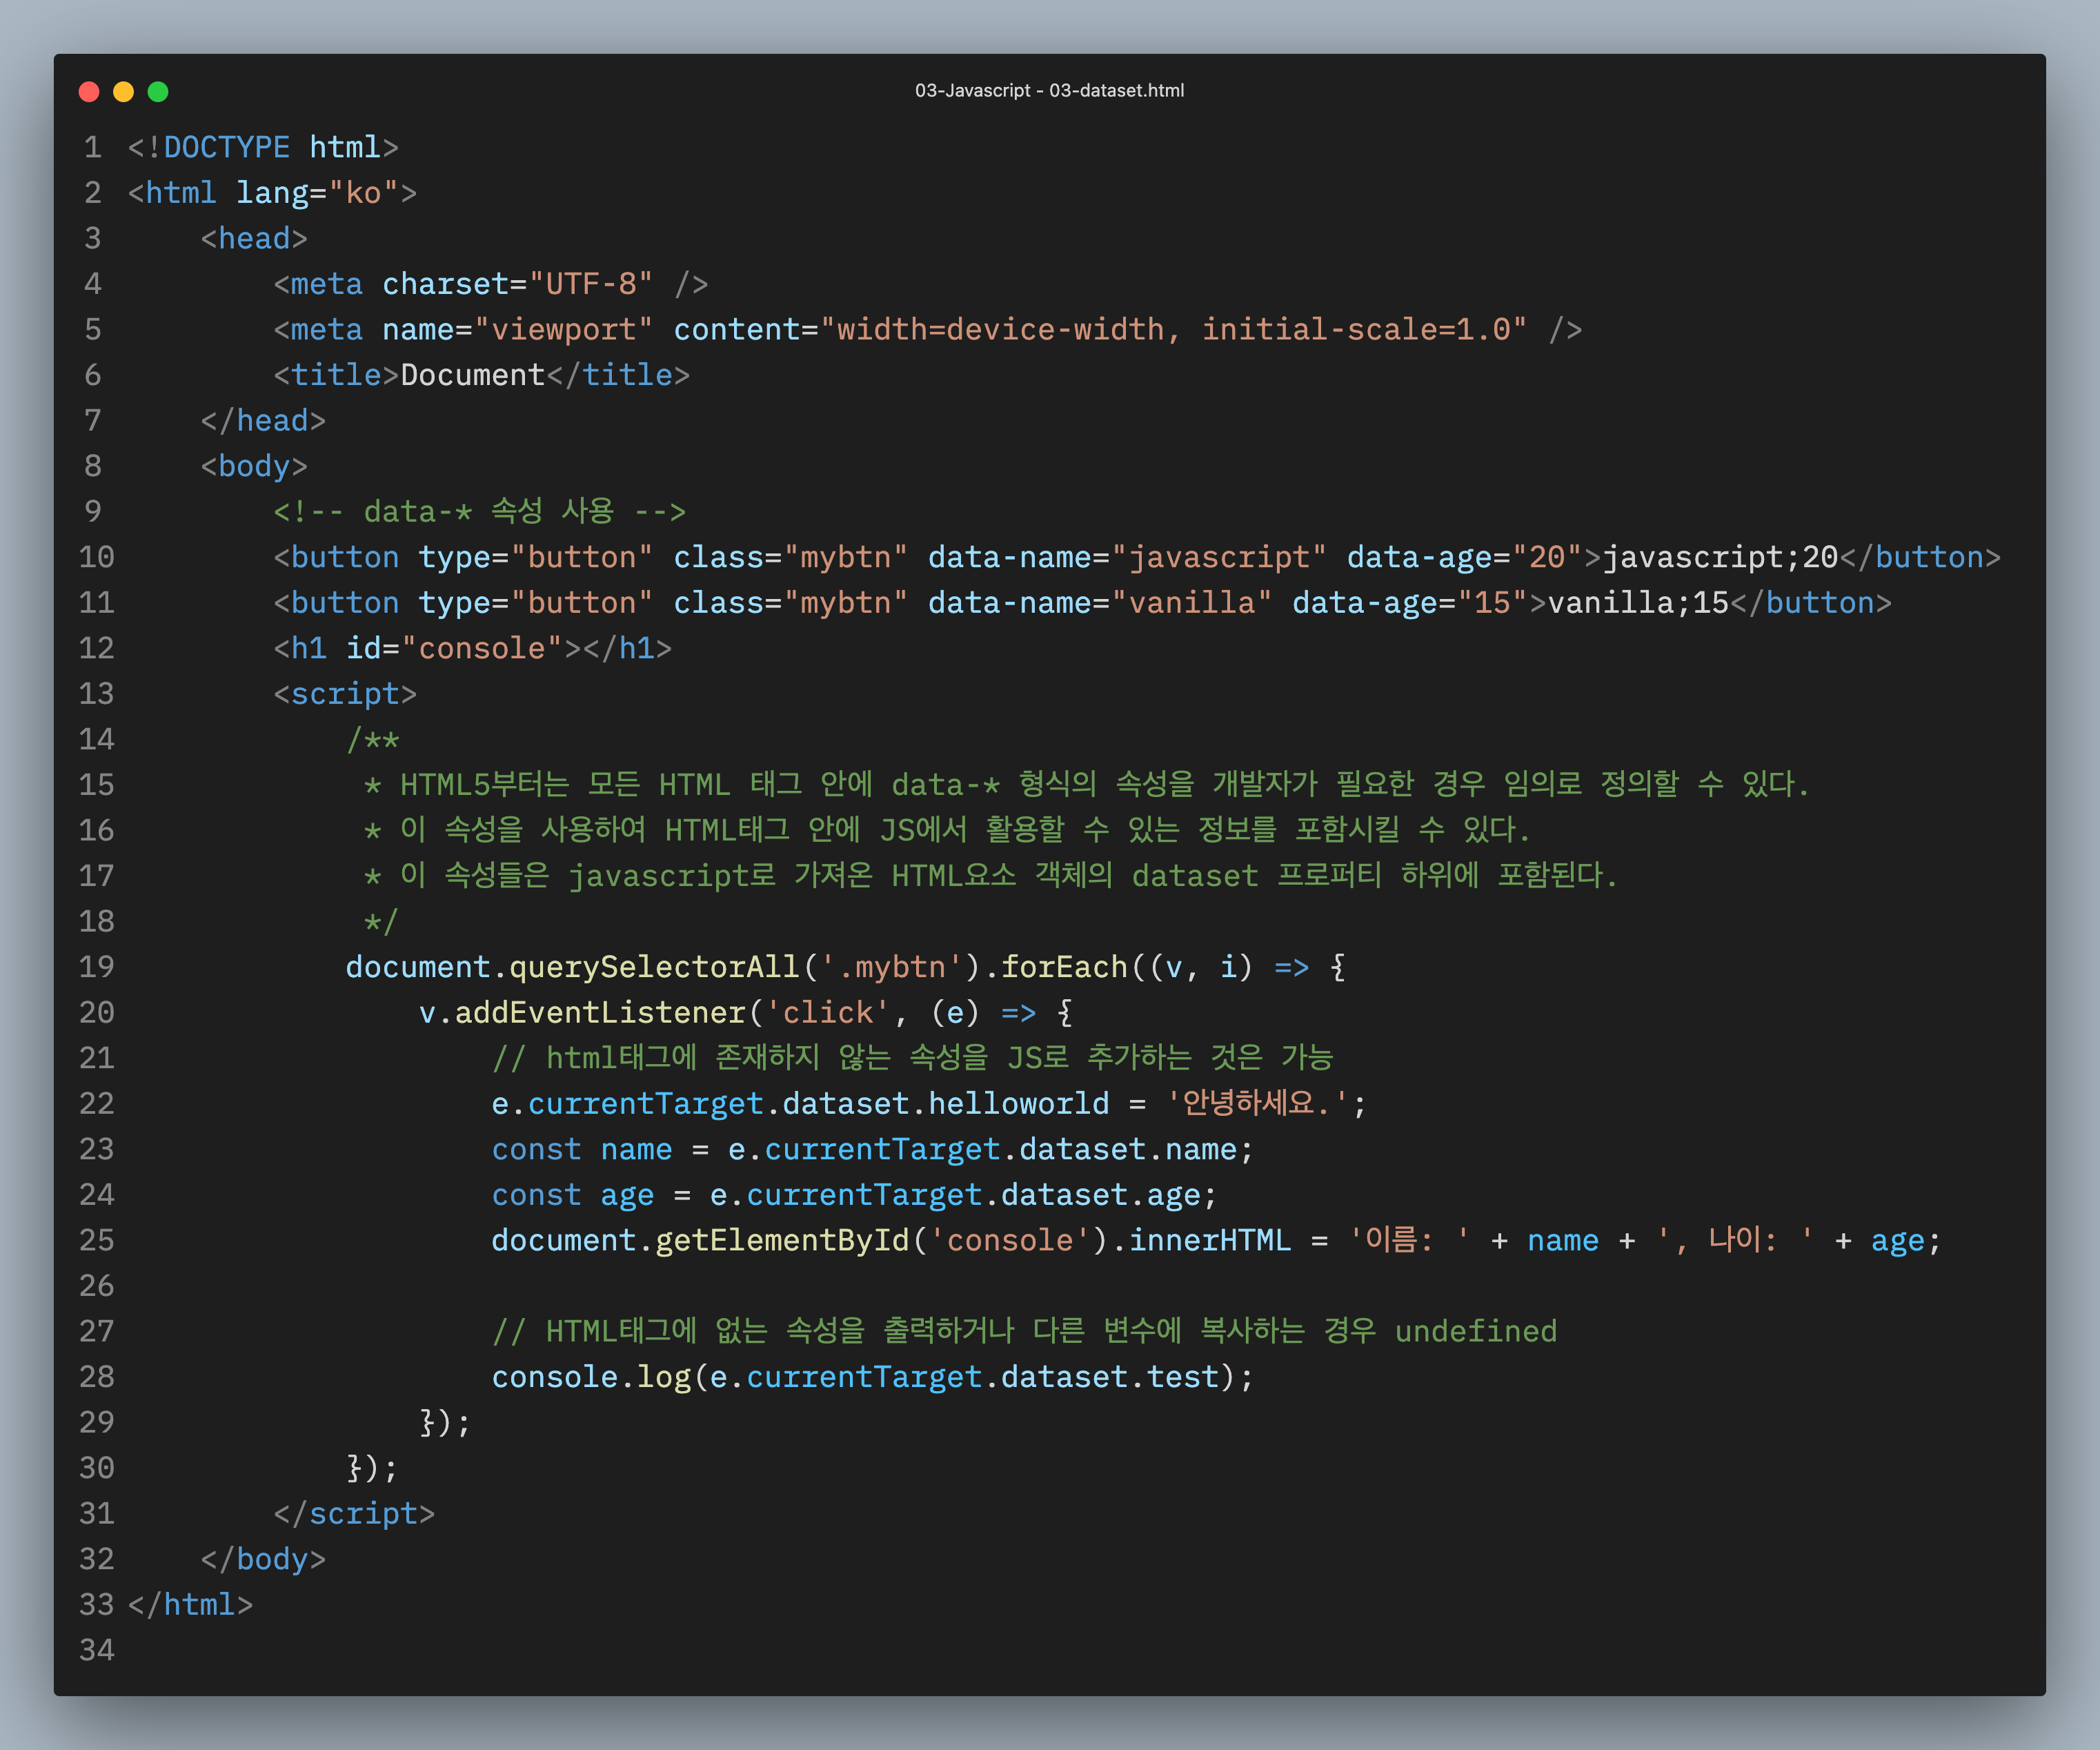 03-Javascript - 03-dataset.html
1 <!DOCTYPE html>
2 <html lang="ko">
3     <head>
4         <meta charset="UTF-8" />
5         <meta name="viewport" content="width=device-width, initial-scale=1.0" />
6         <title>Document</title>
7     </head>
8     <body>
9         <!-- data-* 속성 사용 -->
10         <button type="button" class="mybtn" data-name="javascript" data-age="20">javascript;20</button>
11         <button type="button" class="mybtn" data-name="vanilla" data-age="15">vanilla;15</button>
12         <h1 id="console"></h1>
13         <script>
14             /**
15              * HTML5부터는 모든 HTML 태그 안에 data-* 형식의 속성을 개발자가 필요한 경우 임의로 정의할 수 있다.
16              * 이 속성을 사용하여 HTML태그 안에 JS에서 활용할 수 있는 정보를 포함시킬 수 있다.
17              * 이 속성들은 javascript로 가져온 HTML요소 객체의 dataset 프로퍼티 하위에 포함된다.
18              */
19             document.querySelectorAll('.mybtn').forEach((v, i) => {
20                 v.addEventListener('click', (e) => {
21                     // html태그에 존재하지 않는 속성을 JS로 추가하는 것은 가능
22                     e.currentTarget.dataset.helloworld = '안녕하세요.';
23                     const name = e.currentTarget.dataset.name;
24                     const age = e.currentTarget.dataset.age;
25                     document.getElementById('console').innerHTML = '이름: ' + name + ', 나이: ' + age;
26
27                     // HTML태그에 없는 속성을 출력하거나 다른 변수에 복사하는 경우 undefined
28                     console.log(e.currentTarget.dataset.test);
29                 });
30             });
31         </script>
32     </body>
33 </html>
34